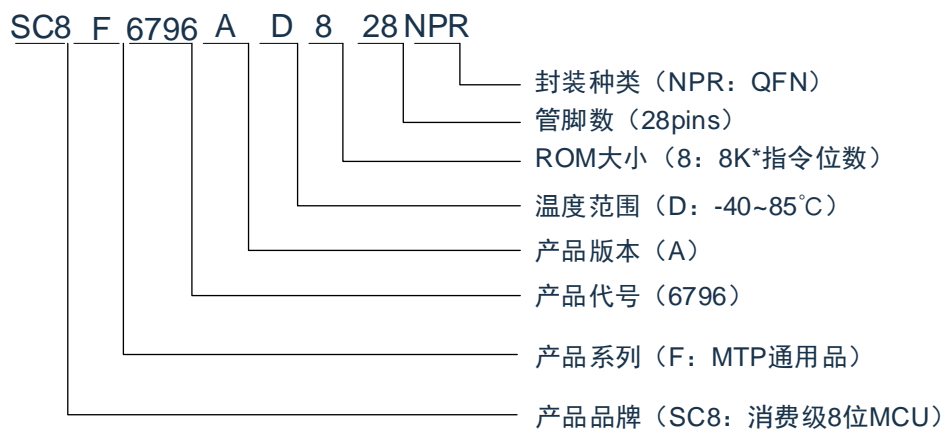 SC8 F 6796 A D 8 28 NPR
封装种类（NPR：QFN）
管脚数（28pins）
ROM大小（8：8K*指令位数）
温度范围（D：-40~85℃）
产品版本（A）
产品代号（6796）
产品系列（F：MTP通用品）
产品品牌（SC8：消费级8位MCU）